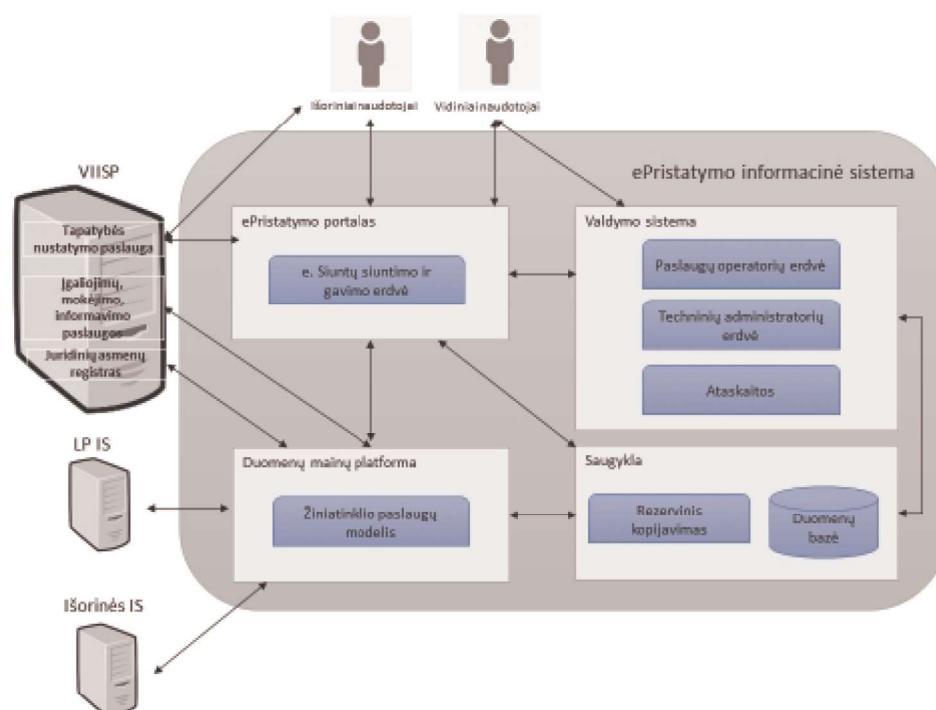 Išoriniai naudotojai
Vidiniai naudotojai
VIISP
ePristatymo informacinė sistema
Tapatybės
nustatymo paslauga
Įgaliojimų,
mokėjimo,
informavimo
paslaugos
Juridinių asmenų
registras
ePristatymo portalas
e. Siuntų siuntimo ir
gavimo erdvė
Valdymo sistema
Paslaugų operatorių erdvė
Techninių administratorių
erdvė
Ataskaitos
LP IS
Duomenų mainų platforma
Žiniatinklio paslaugų
modelis
Saugykla
Rezervinis
kopijavimas
Duomenų
bazė
Išorinės IS